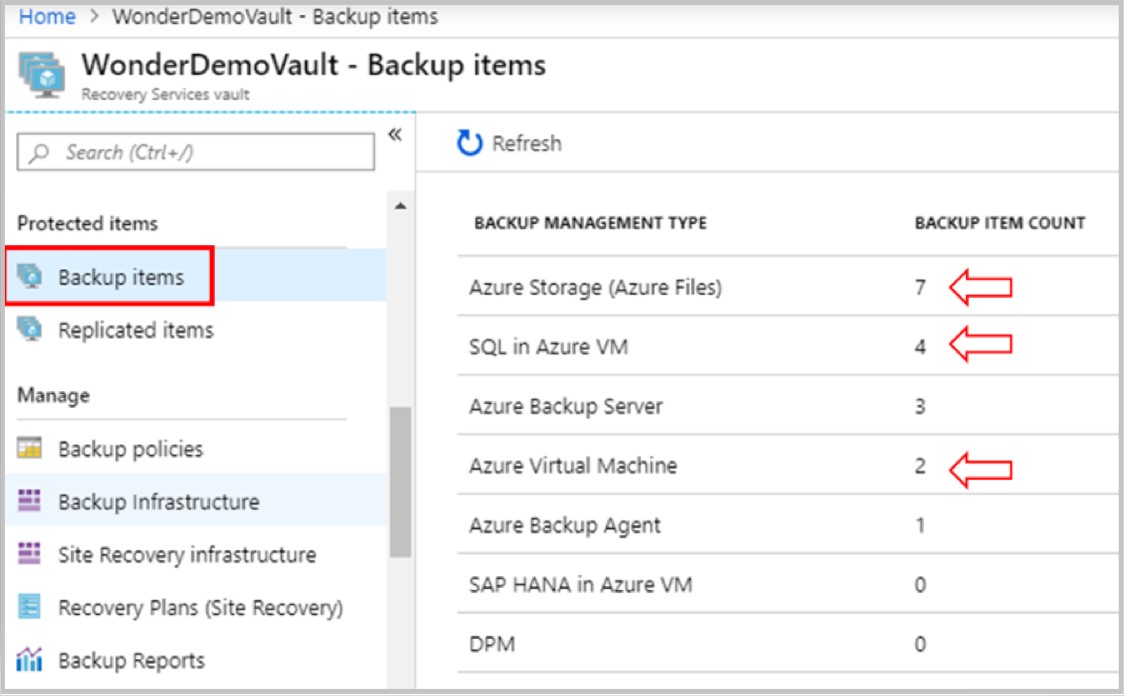 Home > WonderDemoVault - Backup items
WonderDemoVault - Backup items
Recovery Services vault
Search (Ctrl+/)
«
Protected items
Backup items
Replicated items
Manage
Backup policies
Backup Infrastructure
Site Recovery infrastructure
Recovery Plans (Site Recovery)
Backup Reports
Refresh
BACKUP MANAGEMENT TYPE BACKUP ITEM COUNT
Azure Storage (Azure Files) 7
SQL in Azure VM 4
Azure Backup Server 3
Azure Virtual Machine 2
Azure Backup Agent 1
SAP HANA in Azure VM 0
DPM 0